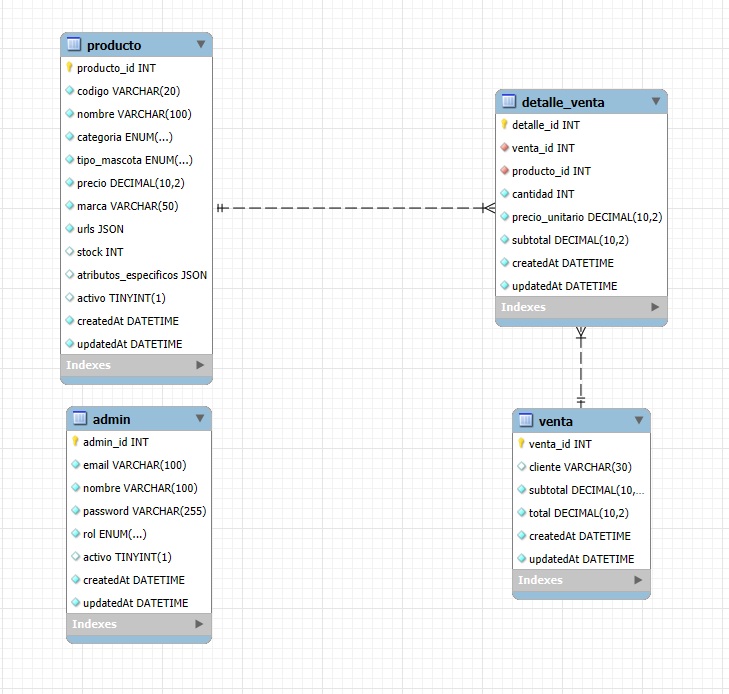 producto
producto_id INT
codigo VARCHAR(20)
nombre VARCHAR(100)
categoria ENUM(...)
tipo_mascota ENUM(...)
precio DECIMAL(10,2)
marca VARCHAR(50)
urls JSON
stock INT
atributos_especificos JSON
activo TINYINT(1)
createdAt DATETIME
updatedAt DATETIME
Indexes
detalle_venta
detalle_id INT
venta_id INT
producto_id INT
cantidad INT
precio_unitario DECIMAL(10,2)
subtotal DECIMAL(10,2)
createdAt DATETIME
updatedAt DATETIME
Indexes
admin
admin_id INT
email VARCHAR(100)
nombre VARCHAR(100)
password VARCHAR(255)
rol ENUM(...)
activo TINYINT(1)
createdAt DATETIME
updatedAt DATETIME
Indexes
venta
venta_id INT
cliente VARCHAR(30)
subtotal DECIMAL(10,...
total DECIMAL(10,2)
createdAt DATETIME
updatedAt DATETIME
Indexes